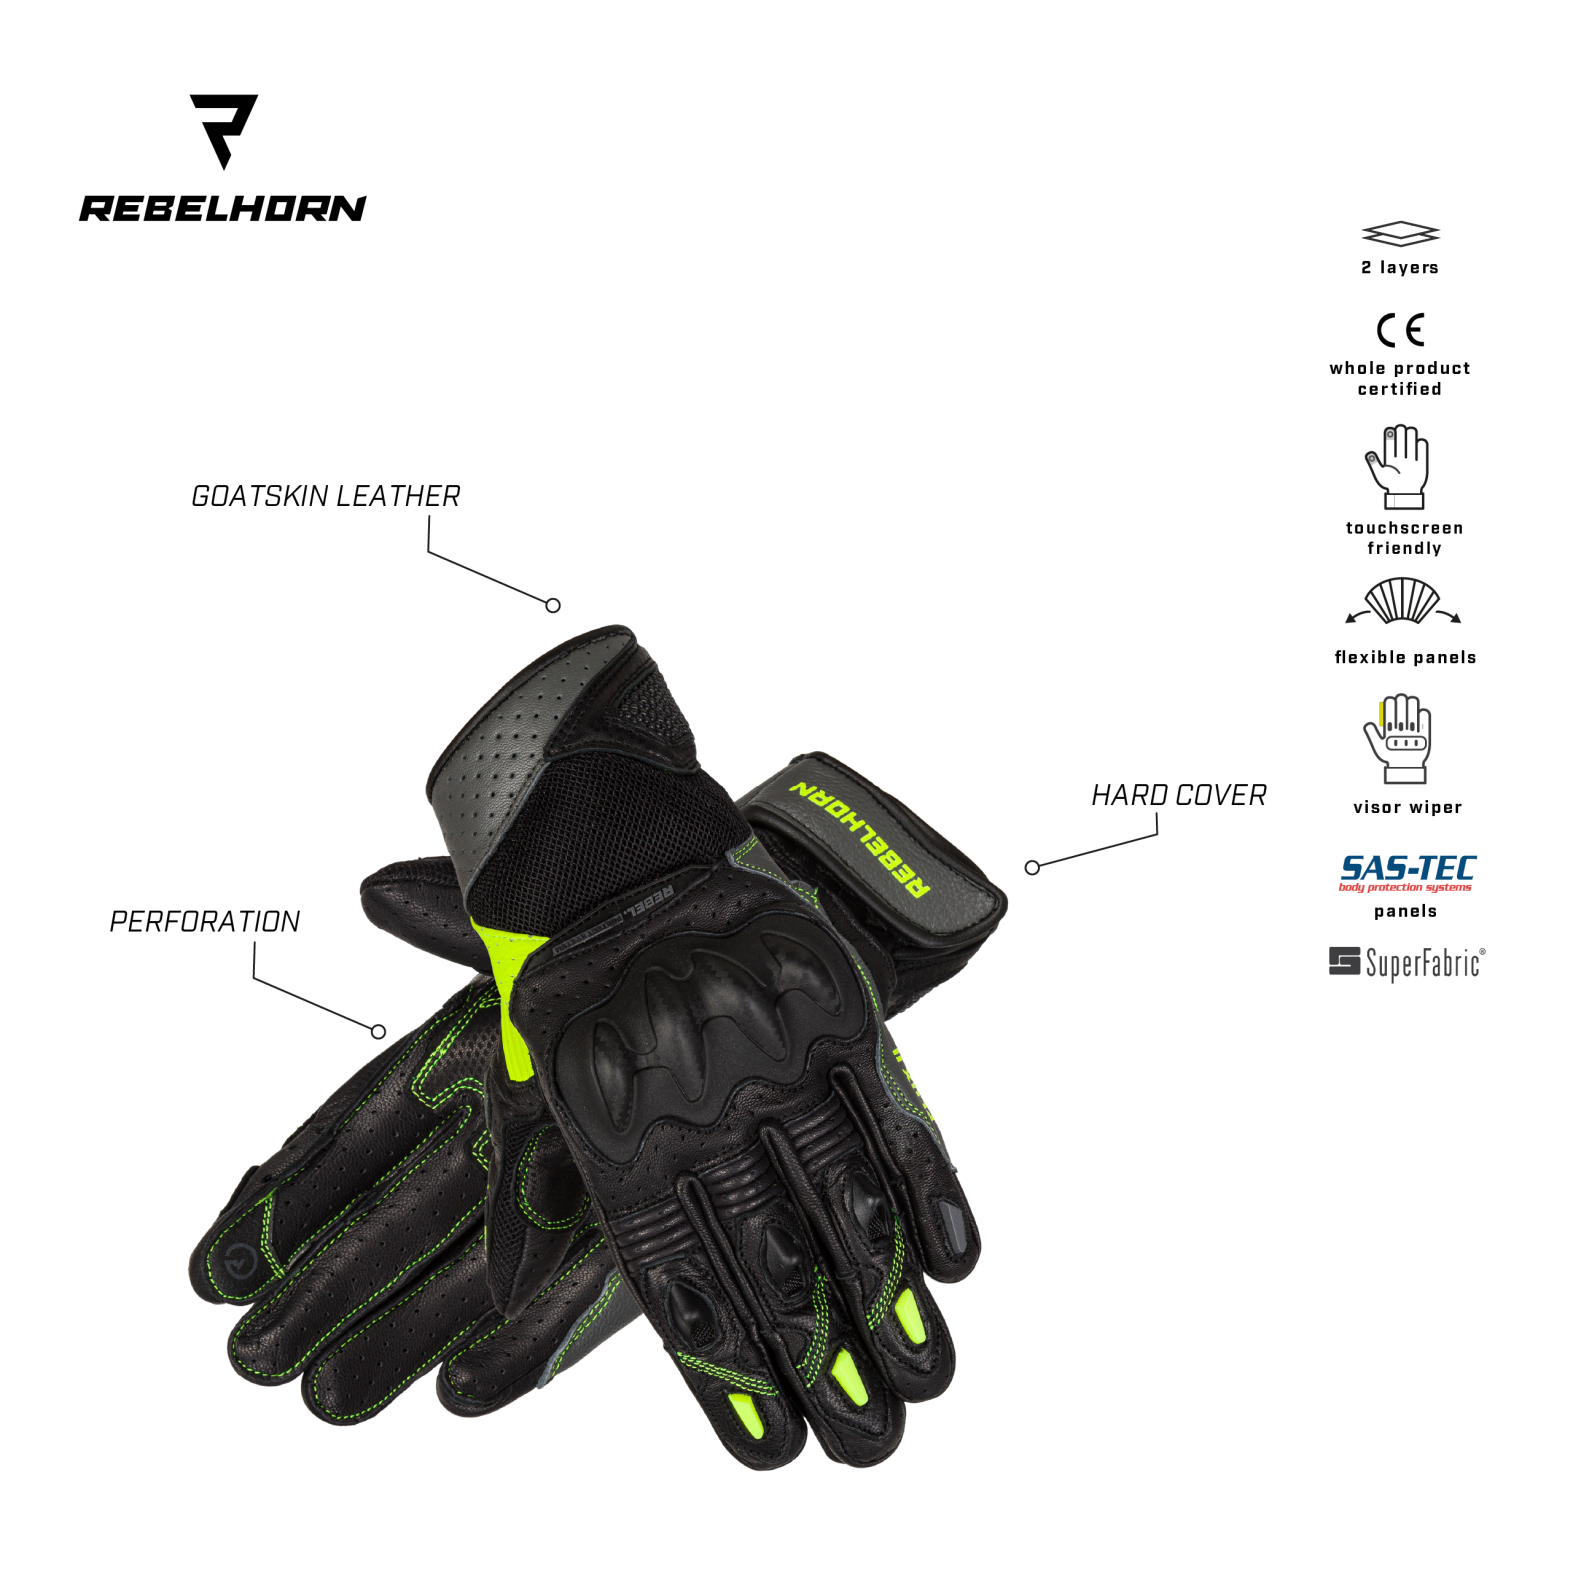 REBELHORN
2 layers
CE
whole product
certified
touchscreen
friendly
flexible panels
visor wiper
SAS-TEC
body protection systems
panels
SuperFabric®
GOATSKIN LEATHER
HARD COVER
PERFORATION
REBELHORN
REBEL.